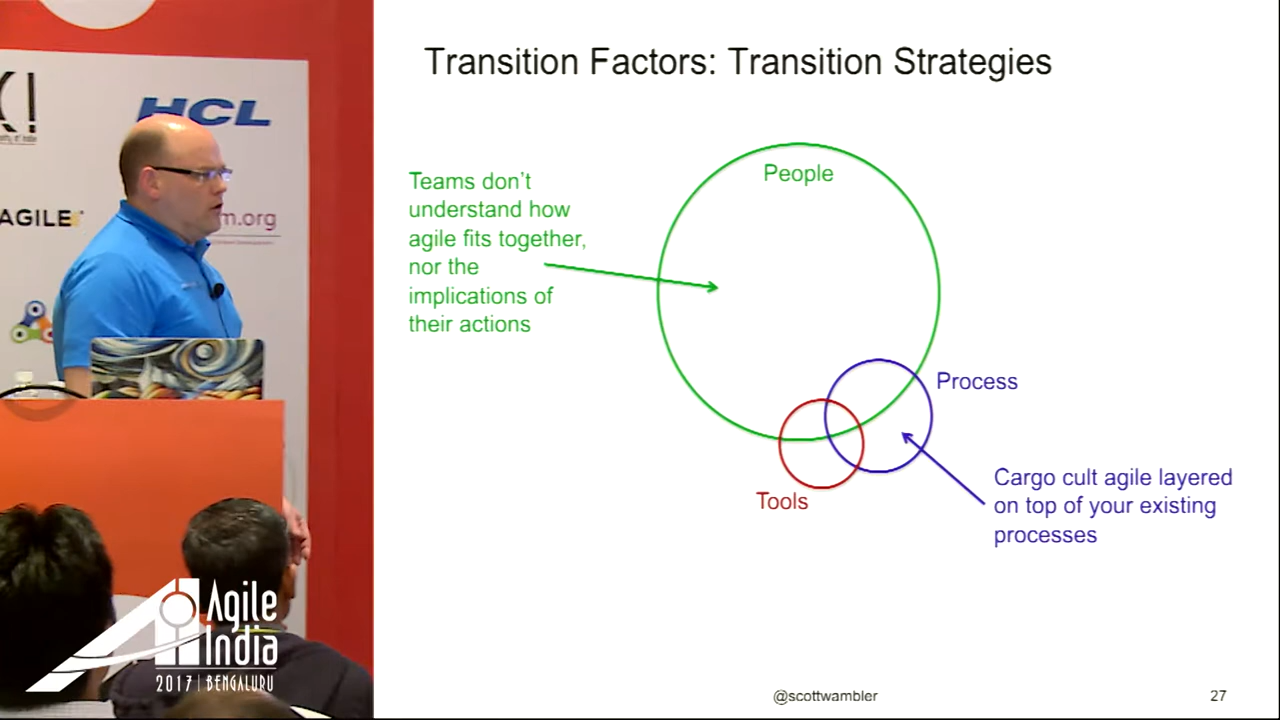 Transition Factors: Transition Strategies
People
Teams don't
understand how
agile fits together,
nor the
implications of
their actions
Process
Tools
Cargo cult agile layered
on top of your existing
processes
@scottwambler
27
HCL
AGILE
m.org
Agile
India
2017 | BENGALURU